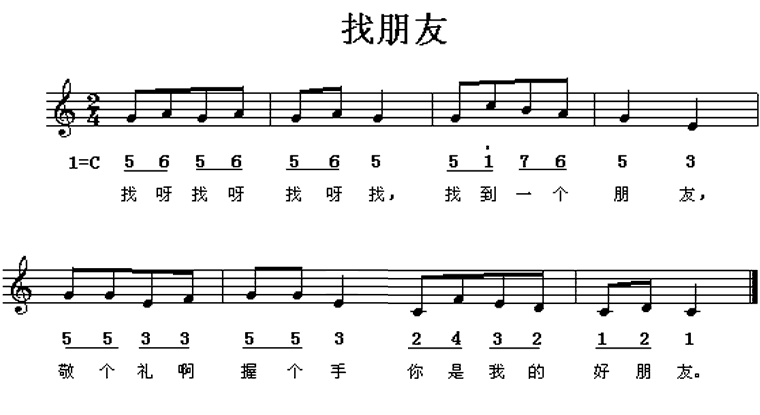 找朋友
2/4
1=C 5 6 5 6 5 6 5 5 1̇ 7 6 5 3
找呀找呀 找呀找, 找到一个 朋友,
5 5 3 3 5 5 3 2 4 3 2 1 2 1
敬个礼啊 握个手 你是我的 好朋友。